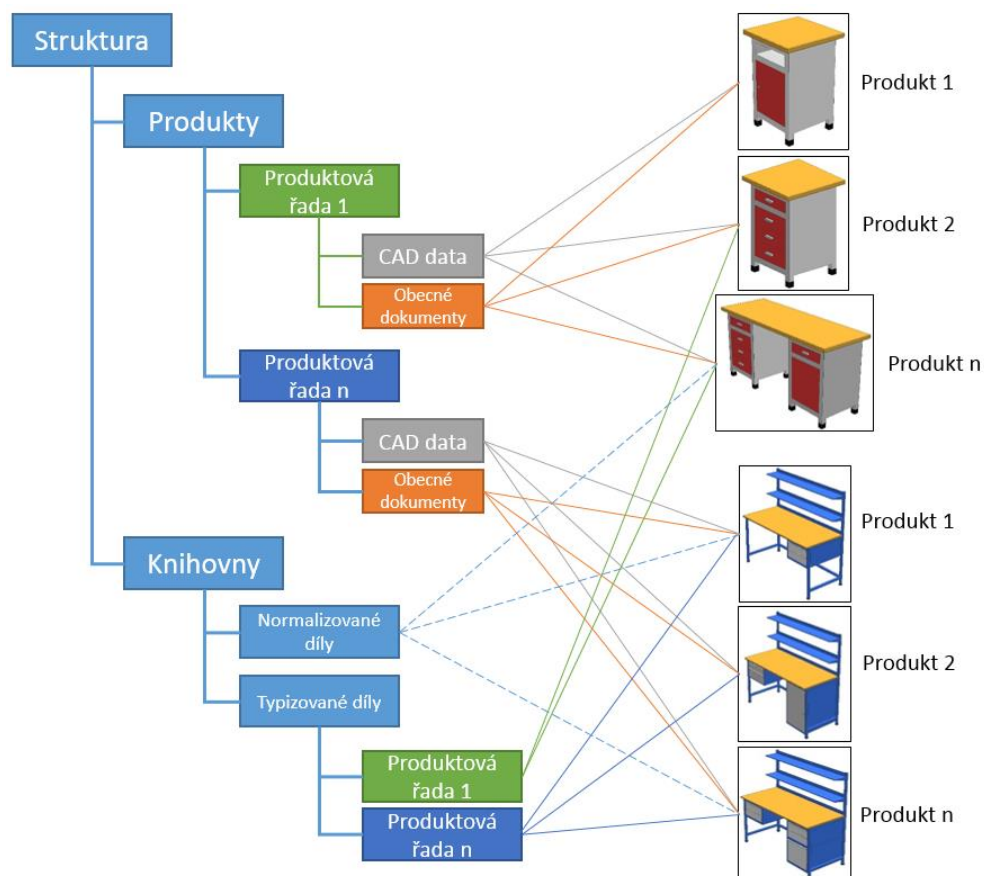 Struktura
Produkty
Produktová
řada 1
CAD data
Obecné
dokumenty
Produktová
řada n
CAD data
Obecné
dokumenty
Knihovny
Normalizované
díly
Typizované díly
Produktová
řada 1
Produktová
řada n
Produkt 1
Produkt 2
Produkt n
Produkt 1
Produkt 2
Produkt n